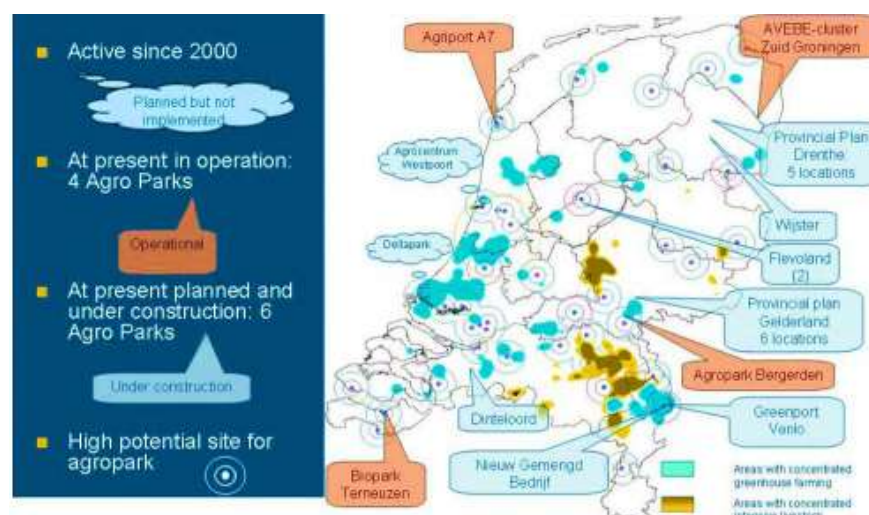 Active since 2000
Planned but not
implemented
At present in operation:
4 Agro Parks
Operational
At present planned and
under construction: 6
Agro Parks
Under construction
High potential site for
agropark
Agriport A7
AVEBE-cluster
Zuid Groningen
Agrocentrum
Westpoort
Provincial Plan
Drenthe:
5 locations
Wijster
Deltapark
Flevoland
(2)
Provincial plan
Gelderland
6 locations
Agropark Bergerden
Dinteloord
Greenport
Venlo
Nieuw Gemengd
Bedrijf
Biopark
Terneuzen
Areas with concentrated
greenhouse farming
Areas with concentrated